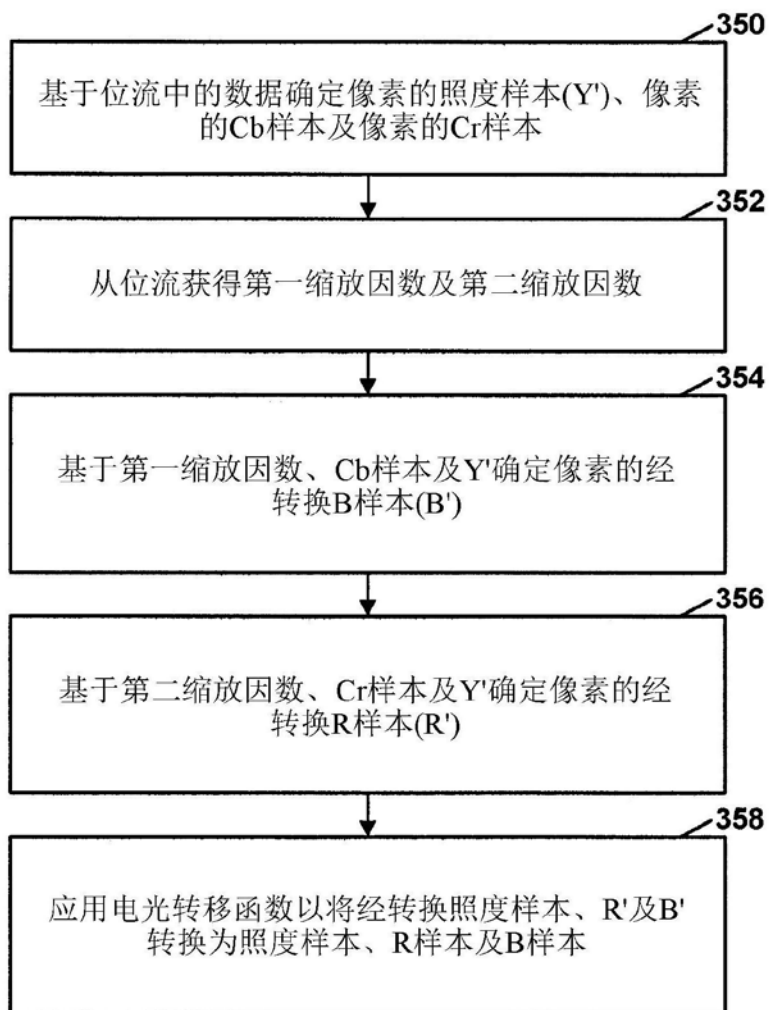 350
基于位流中的数据确定像素的照度样本(Y')、像素
的Cb样本及像素的Cr样本
352
从位流获得第一缩放因数及第二缩放因数
354
基于第一缩放因数、Cb样本及Y'确定像素的经
转换B样本(B')
356
基于第二缩放因数、Cr样本及Y'确定像素的经
转换R样本(R')
358
应用电光转移函数以将经转换照度样本、R'及B'
转换为照度样本、R样本及B样本